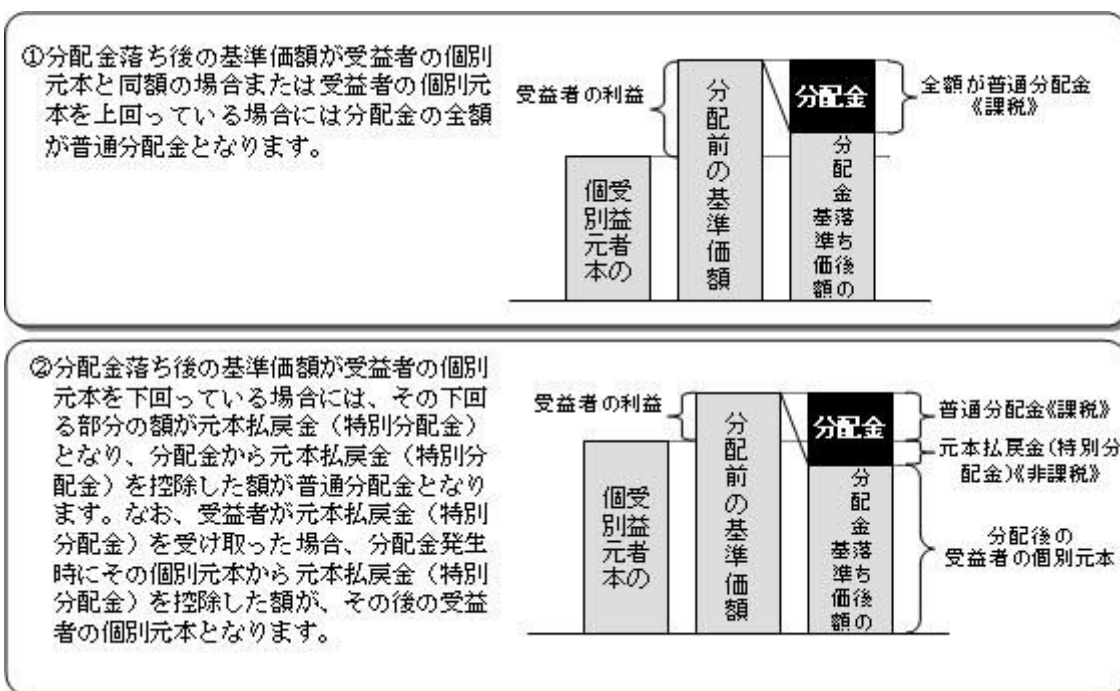 ①分配金落ち後の基準価額が受益者の個別
元本と同額の場合または受益者の個別元
本を上回っている場合には分配金の全額
が普通分配金となります。
受益者の利益
受益者の
個別元本
分配前の基準価額
分配金
分配金落ち後の
基準価額
全額が普通分配金
《課税》
②分配金落ち後の基準価額が受益者の個別
元本を下回っている場合には、その下回
る部分の額が元本払戻金（特別分配金）
となり、分配金から元本払戻金（特別分
配金）を控除した額が普通分配金となり
ます。なお、受益者が元本払戻金（特別
分配金）を受け取った場合、分配金発生
時にその個別元本から元本払戻金（特別
分配金）を控除した額が、その後の受益
者の個別元本となります。
受益者の利益
受益者の
個別元本
分配前の基準価額
分配金
分配金落ち後の
基準価額
普通分配金《課税》
元本払戻金(特別分
配金)《非課税》
分配後の
受益者の個別元本